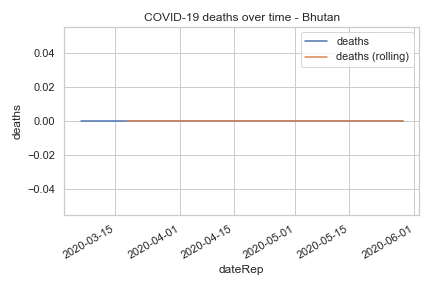 COVID-19 deaths over time - Bhutan
deaths
deaths (rolling)
0.04
0.02
0.00
−0.02
−0.04
deaths
2020-03-15
2020-04-01
2020-04-15
2020-05-01
2020-05-15
2020-06-01
dateRep